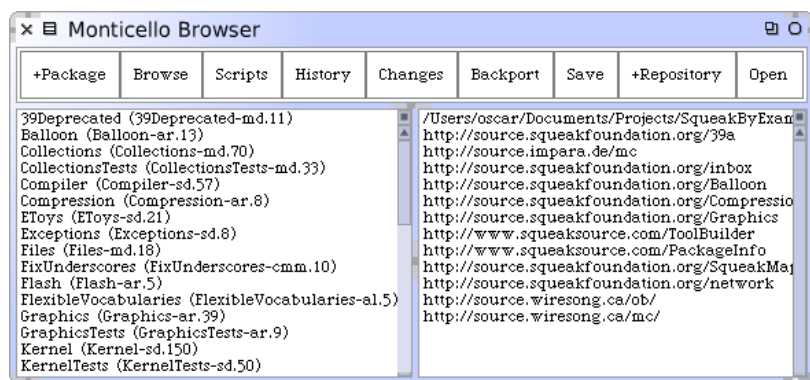 Monticello Browser
+Package Browse Scripts History Changes Backport Save +Repository Open
39Deprecated (39Deprecated-md.11)
Balloon (Balloon-ar.13)
Collections (Collections-md.70)
CollectionsTests (CollectionsTests-md.33)
Compiler (Compiler-sd.57)
Compression (Compression-ar.8)
EToys (EToys-sd.21)
Exceptions (Exceptions-sd.8)
Files (Files-md.18)
FixUnderscores (FixUnderscores-cmm.10)
Flash (Flash-ar.5)
FlexibleVocabularies (FlexibleVocabularies-al.5)
Graphics (Graphics-ar.39)
GraphicsTests (GraphicsTests-ar.9)
Kernel (Kernel-sd.150)
KernelTests (KernelTests-sd.50)
/Users/oscar/Documents/Projects/SqueakByExam
http://source.squeakfoundation.org/39a
http://source.impara.de/mc
http://source.squeakfoundation.org/inbox
http://source.squeakfoundation.org/Balloon
http://source.squeakfoundation.org/Compressio
http://source.squeakfoundation.org/Graphics
http://www.squeaksource.com/ToolBuilder
http://www.squeaksource.com/PackageInfo
http://source.squeakfoundation.org/SqueakMap
http://source.squeakfoundation.org/network
http://source.wiresong.ca/ob/
http://source.wiresong.ca/mc/